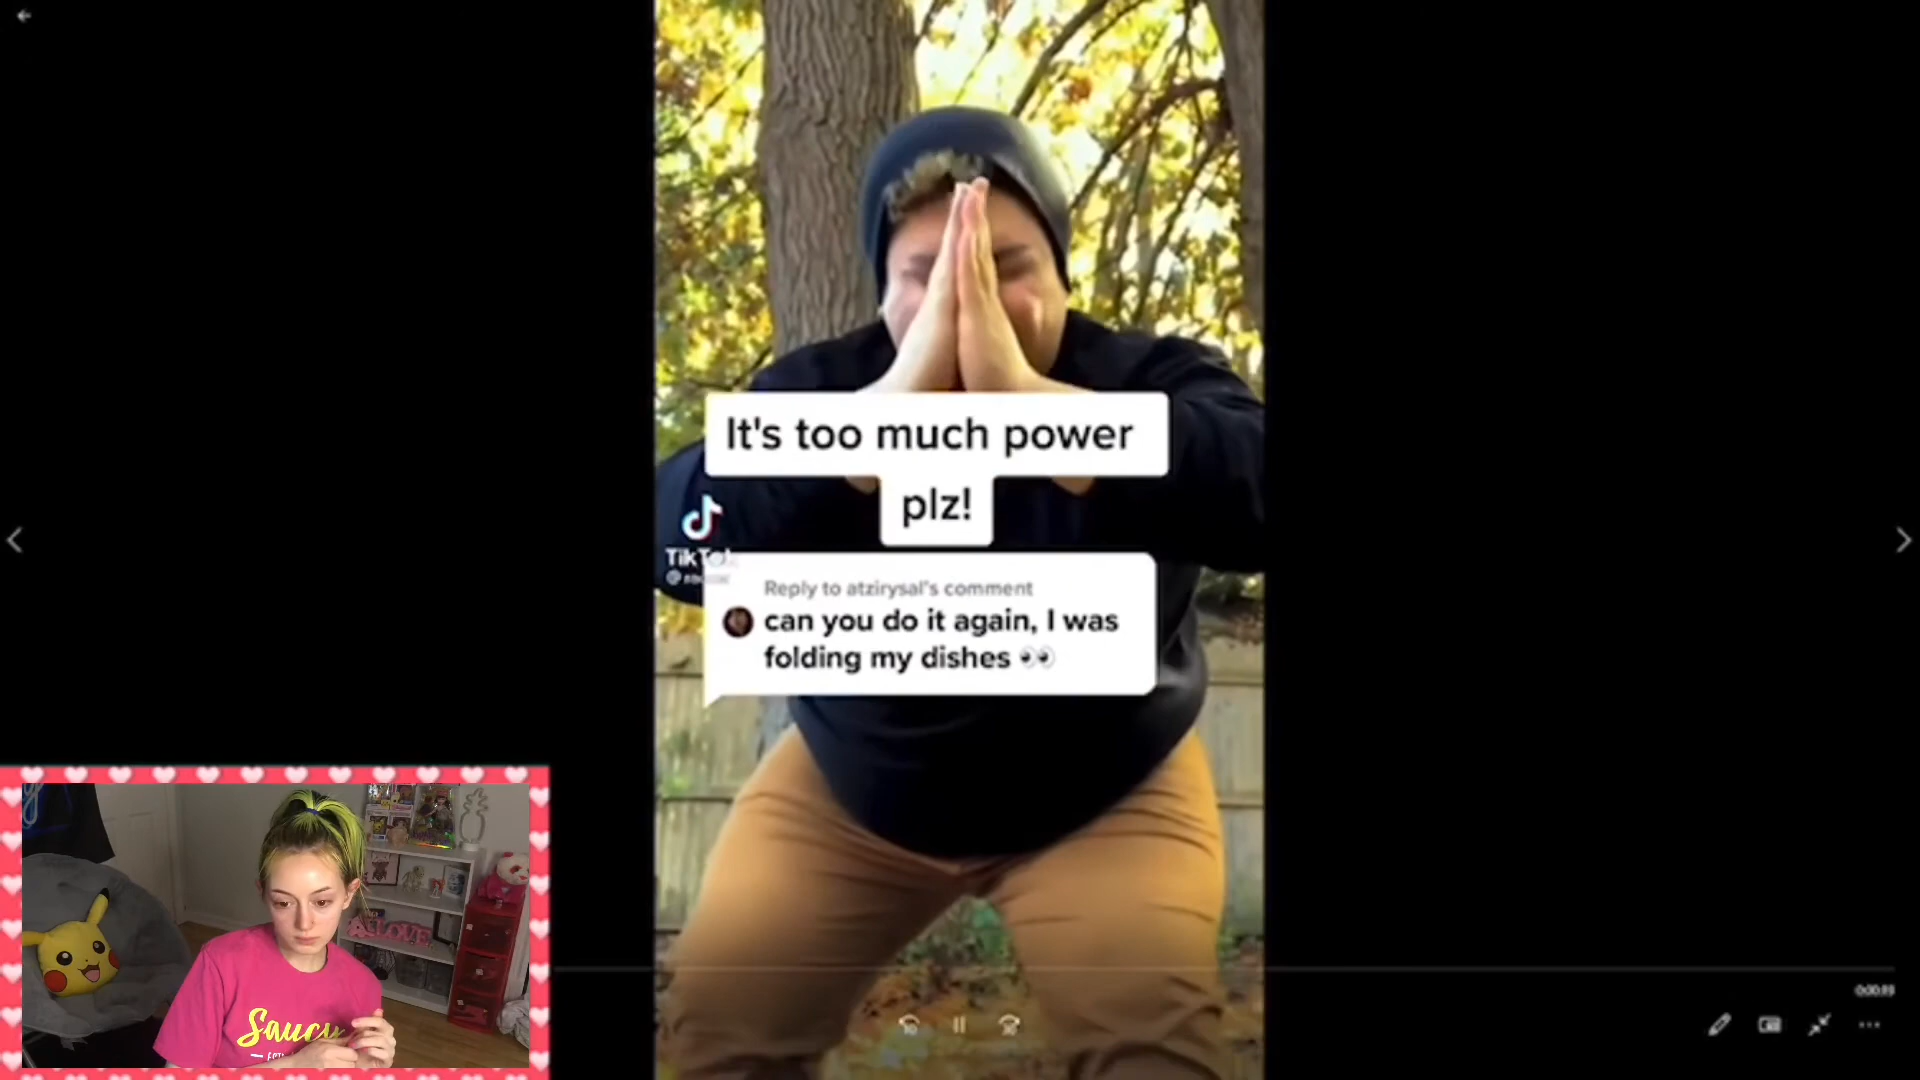 It's too much power
plz!
TikTok
Reply to atzirysal's comment
can you do it again, I was
folding my dishes 👀
LOVE
Saucy